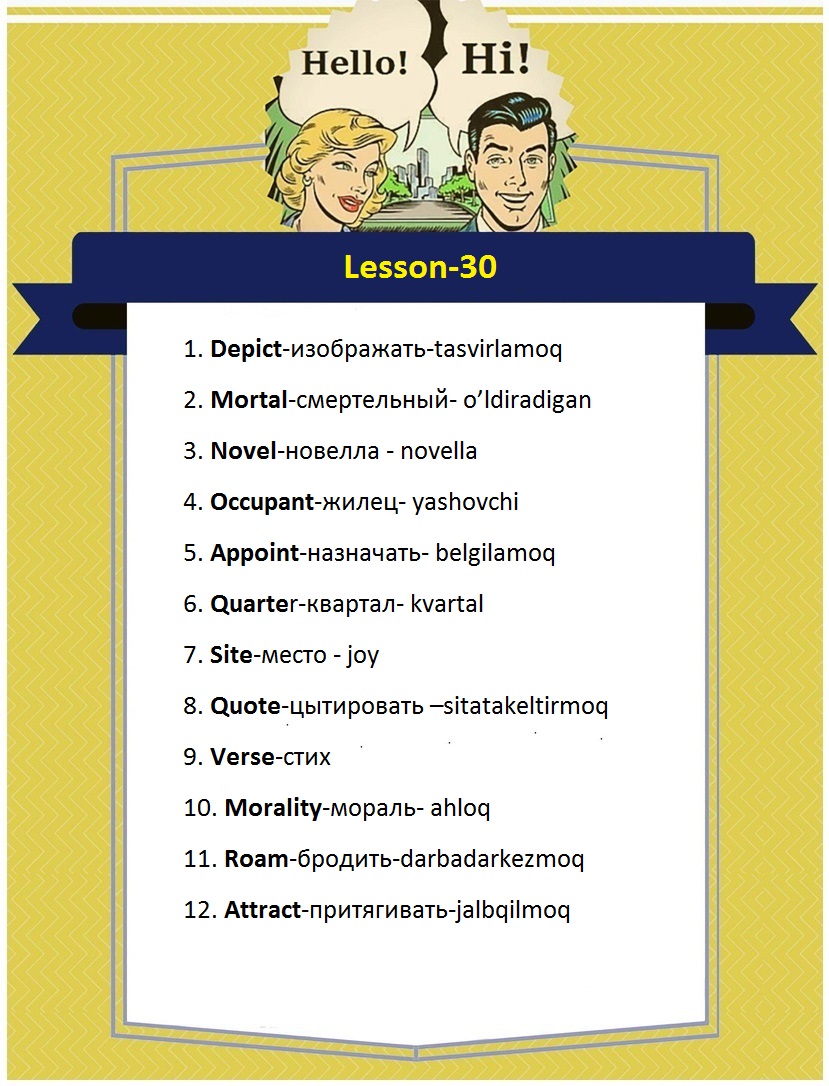 Hello!
Hi!
Lesson-30
1. Depict-изображать-tasvirlamoq
2. Mortal-смертельный- o’ldiradigan
3. Novel-новелла - novella
4. Occupant-жилец- yashovchi
5. Appoint-назначать- belgilamoq
6. Quarter-квартал- kvartal
7. Site-место - joy
8. Quote-цытировать –sitatakeltirmoq
9. Verse-стих
10. Morality-мораль- ahloq
11. Roam-бродить-darbadarkezmoq
12. Attract-притягивать-jalbqilmoq